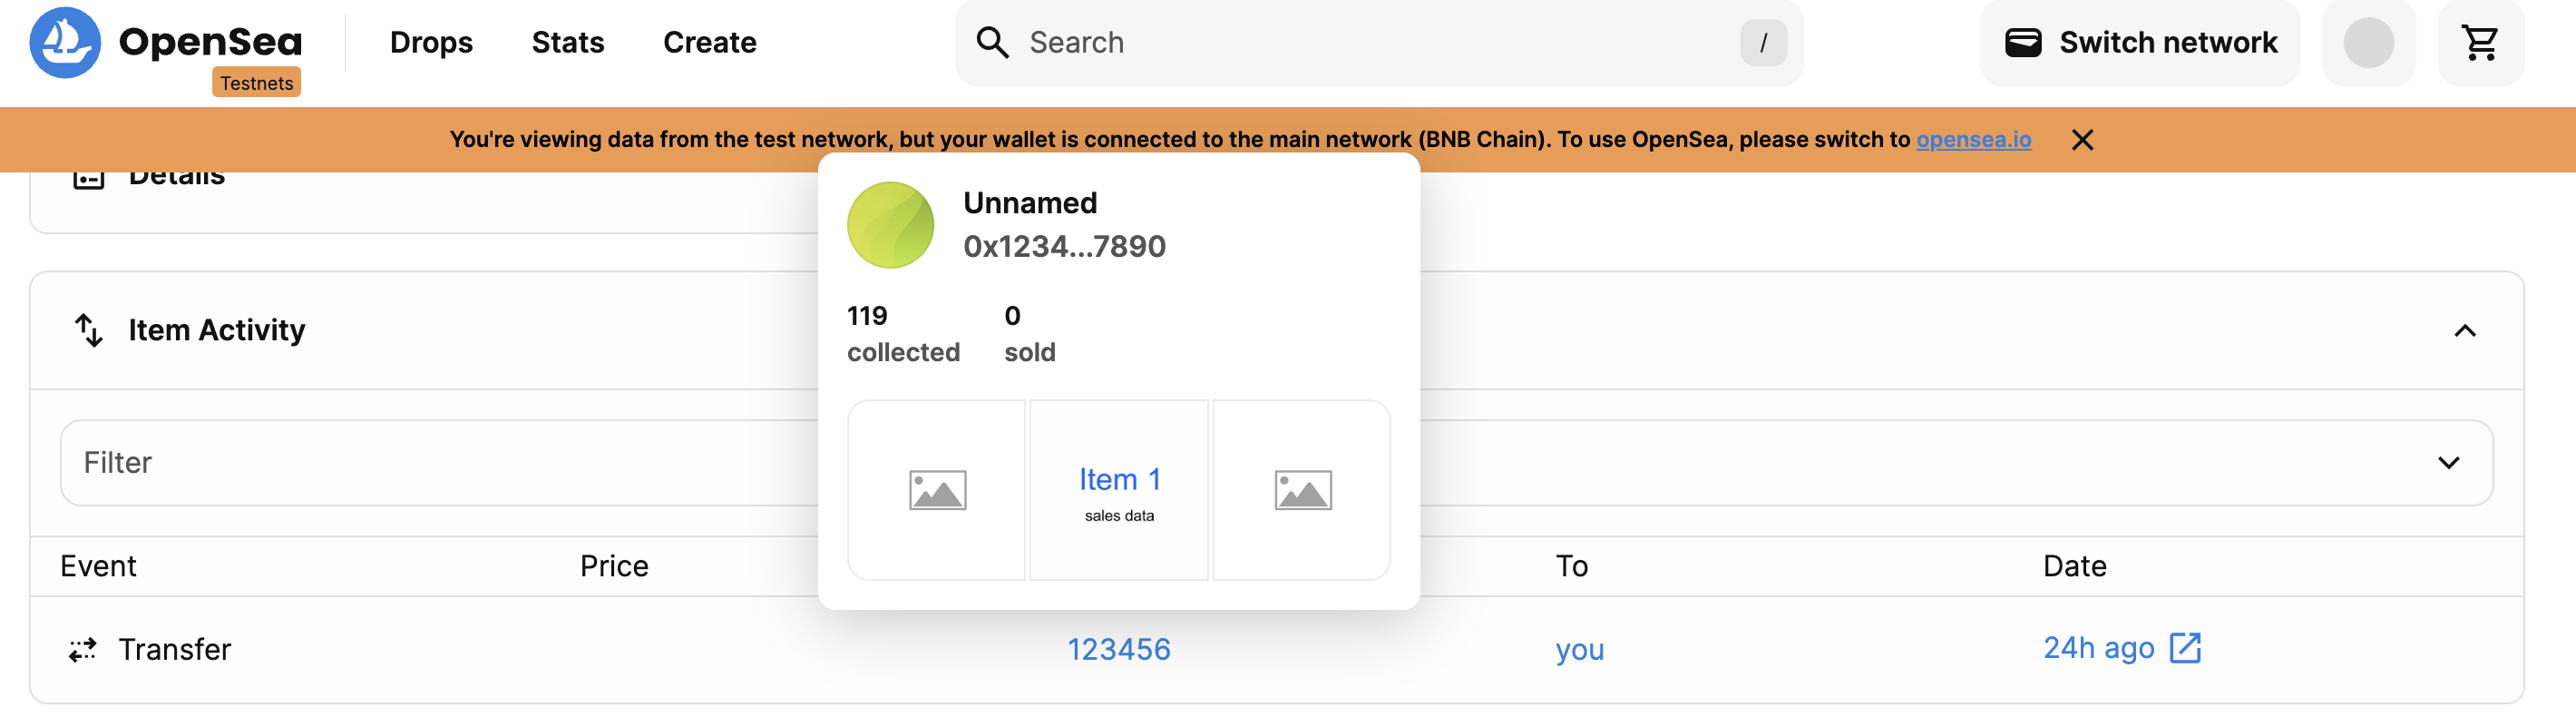 OpenSea
Testnets
Drops
Stats
Create
Search
/
Switch network
You're viewing data from the test network, but your wallet is connected to the main network (BNB Chain). To use OpenSea, please switch to opensea.io
Details
Unnamed
0x1234...7890
119
collected
0
sold
Item 1
sales data
Item Activity
Filter
Event
Price
To
Date
Transfer
123456
you
24h ago